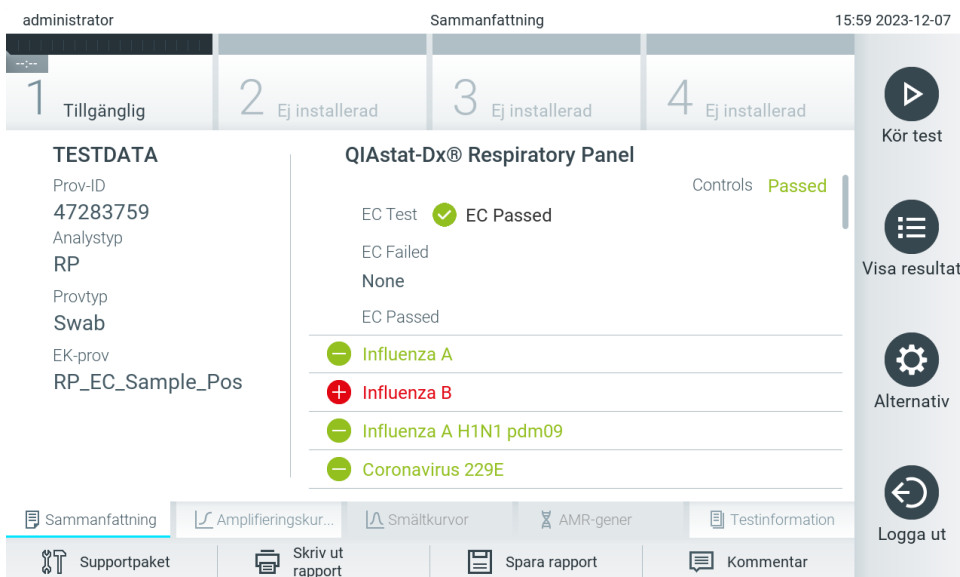 administrator
Sammanfattning
15:59 2023-12-07
--:--
1 Tillgänglig
2 Ej installerad
3 Ej installerad
4 Ej installerad
Kör test
Visa resultat
Alternativ
Logga ut
TESTDATA
Prov-ID
47283759
Analystyp
RP
Provtyp
Swab
EK-prov
RP_EC_Sample_Pos
QIAstat-Dx® Respiratory Panel
Controls Passed
EC Test EC Passed
EC Failed
None
EC Passed
Influenza A
Influenza B
Influenza A H1N1 pdm09
Coronavirus 229E
Sammanfattning
Amplifieringskur...
Smältkurvor
AMR-gener
Testinformation
Supportpaket
Skriv ut
rapport
Spara rapport
Kommentar